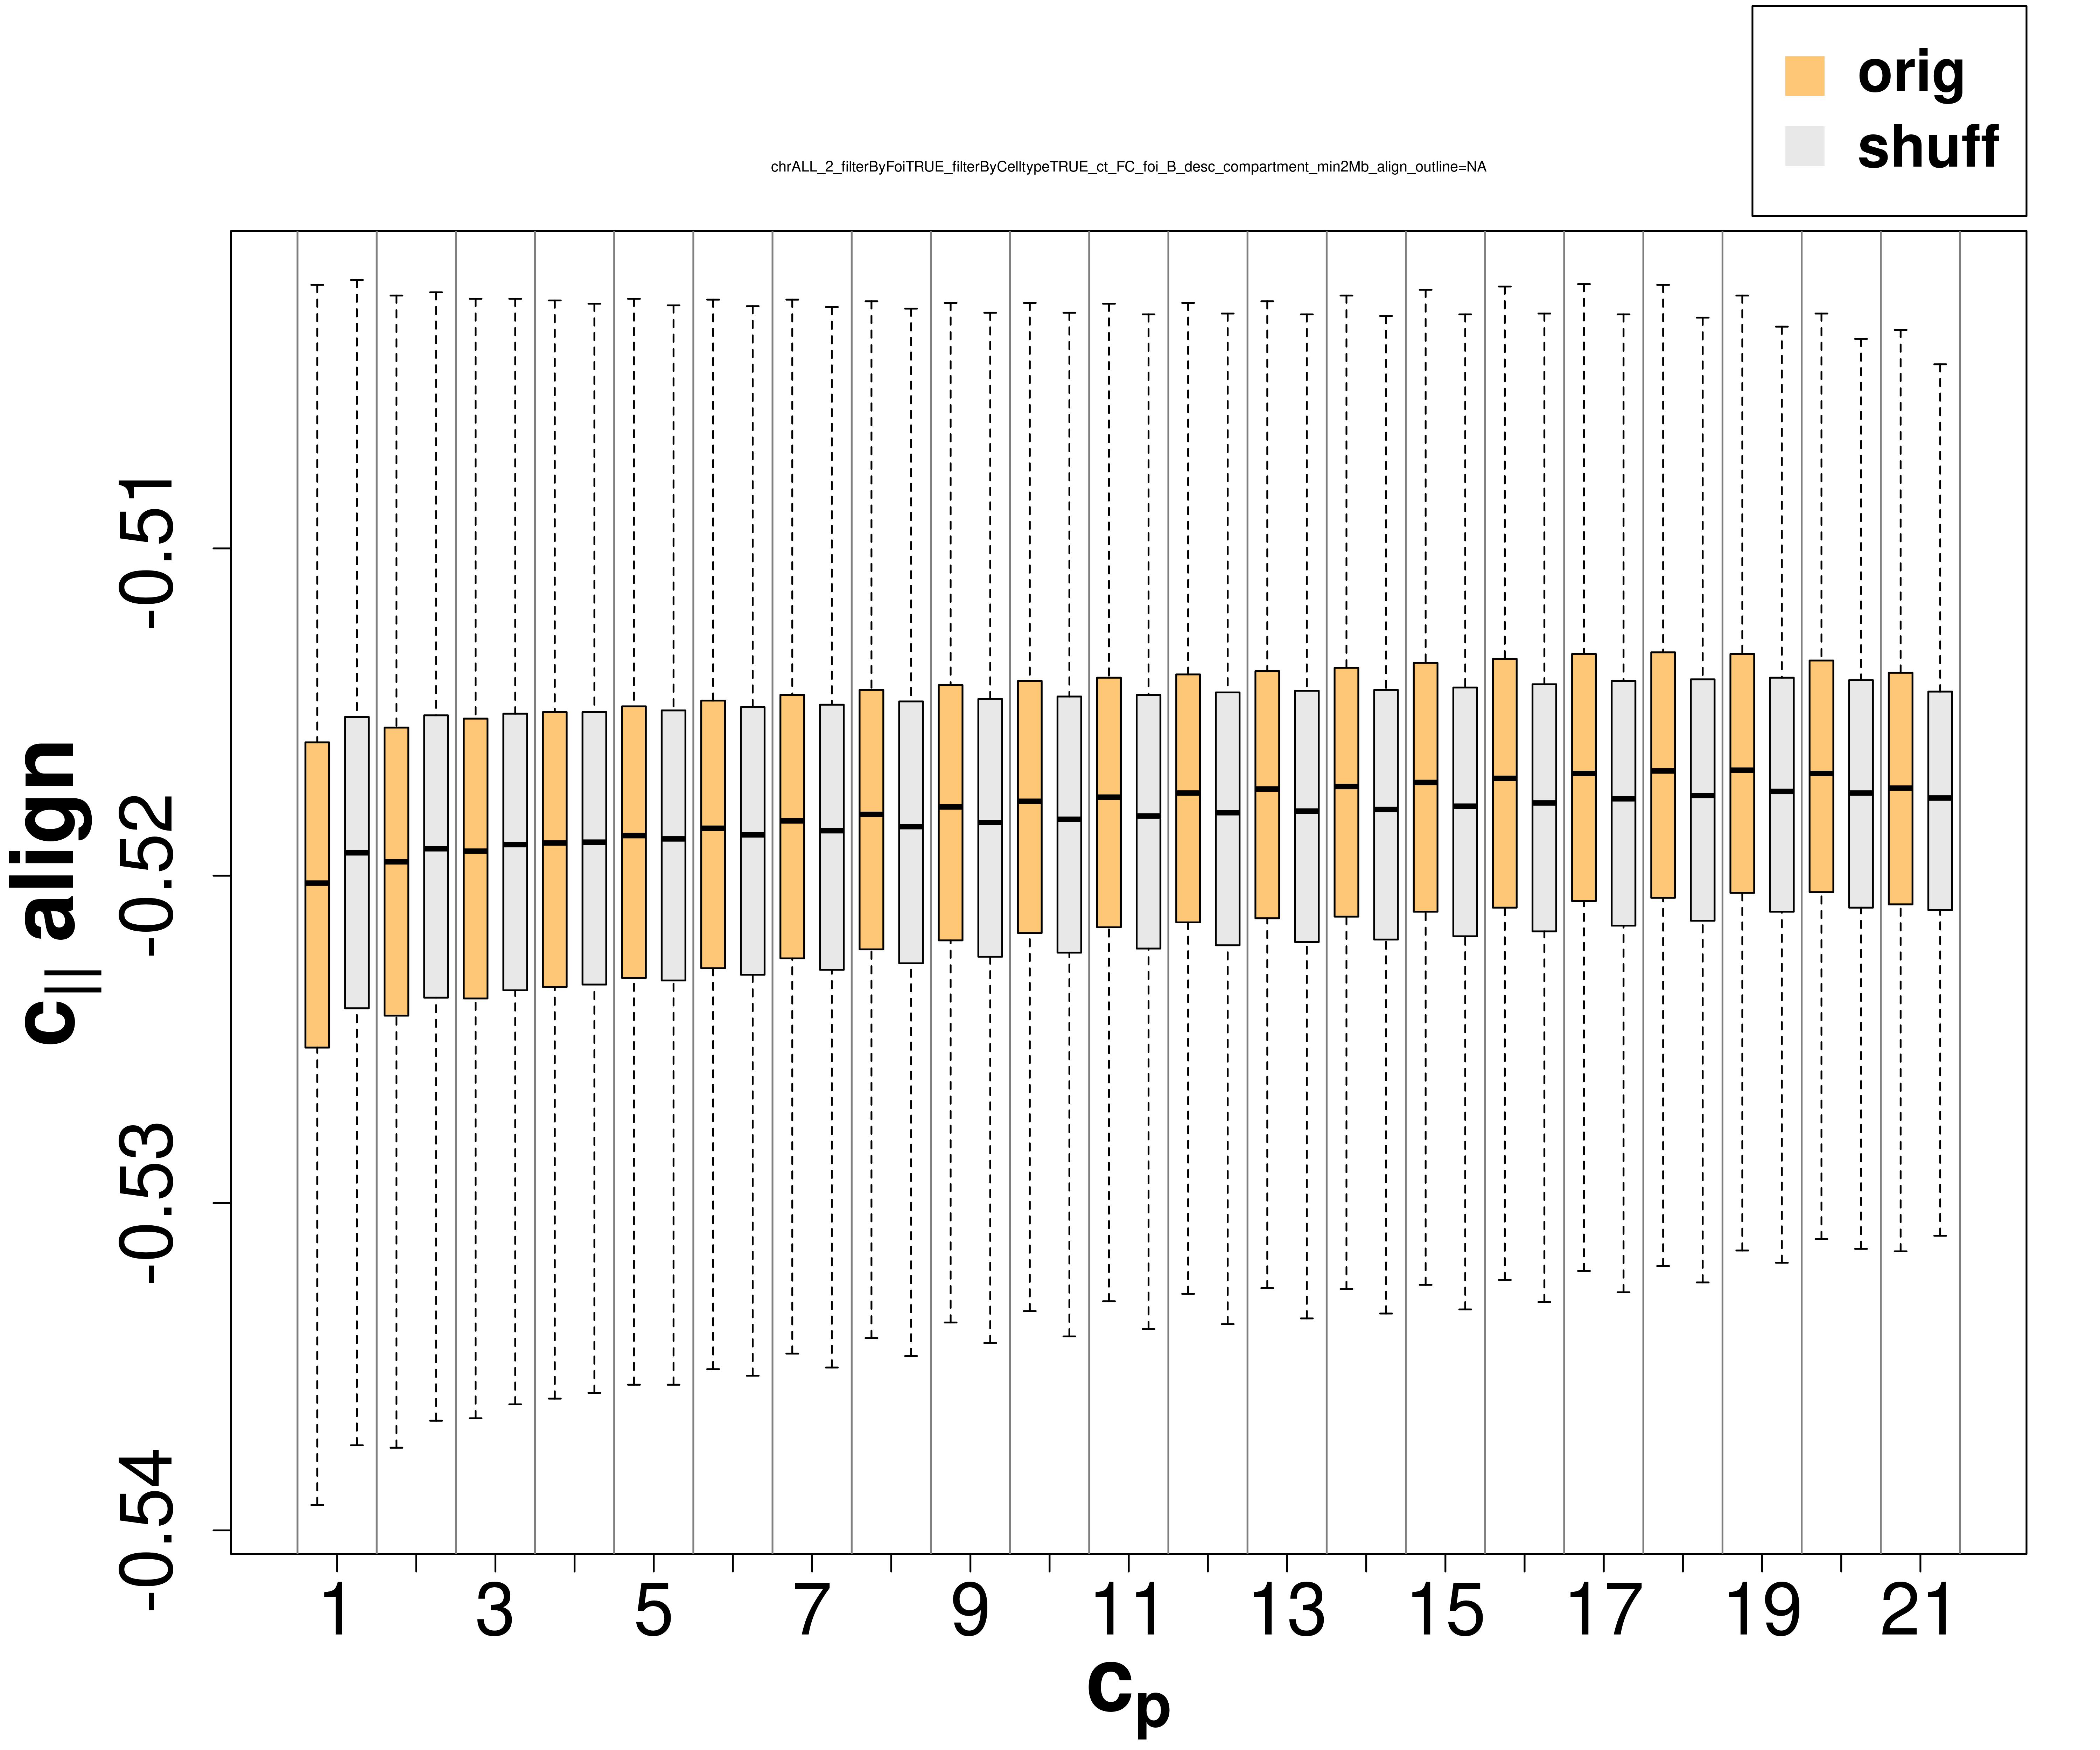 orig
shuff
chrALL_2_filterByFoiTRUE_filterByCelltypeTRUE_ct_FC_foi_B_desc_compartment_min2Mb_align_outline=NA
c|| align
-0.51
-0.52
-0.53
-0.54
1 3 5 7 9 11 13 15 17 19 21
cp